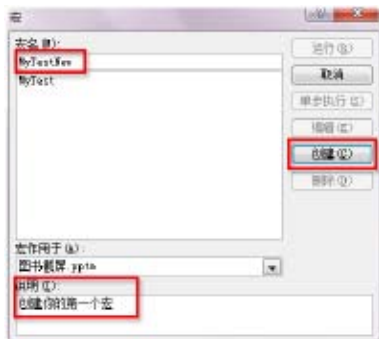 宏
宏名(M):
MyTestNew
MyTest
运行(R)
取消
单步执行(S)
编辑(E)
创建(C)
删除(D)
宏作用于(A):
图书截屏.pptm
说明(I):
创建你的第一个宏